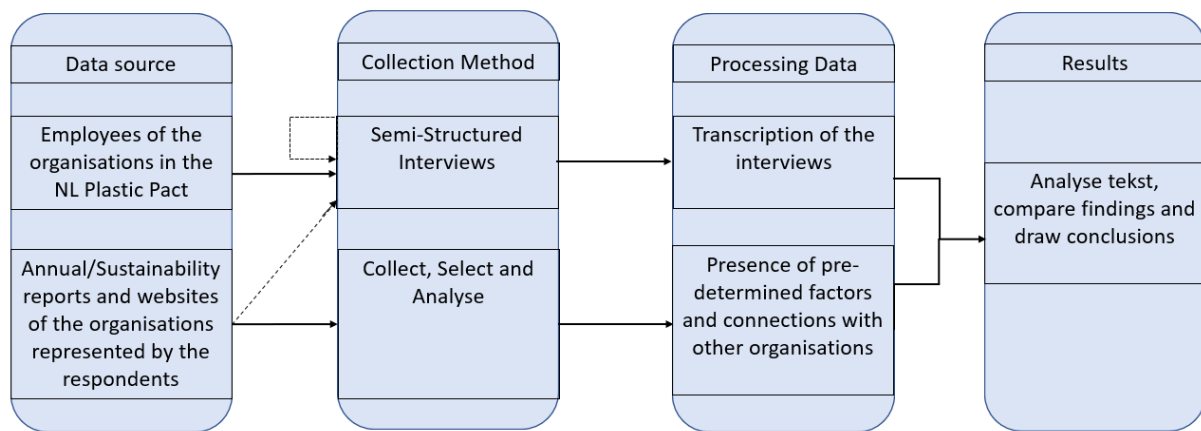 Data source
Employees of the
organisations in the
NL Plastic Pact
Annual/Sustainability
reports and websites
of the organisations
represented by the
respondents
Collection Method
Semi-Structured
Interviews
Collect, Select and
Analyse
Processing Data
Transcription of the
interviews
Presence of pre-
determined factors
and connections with
other organisations
Results
Analyse tekst,
compare findings and
draw conclusions